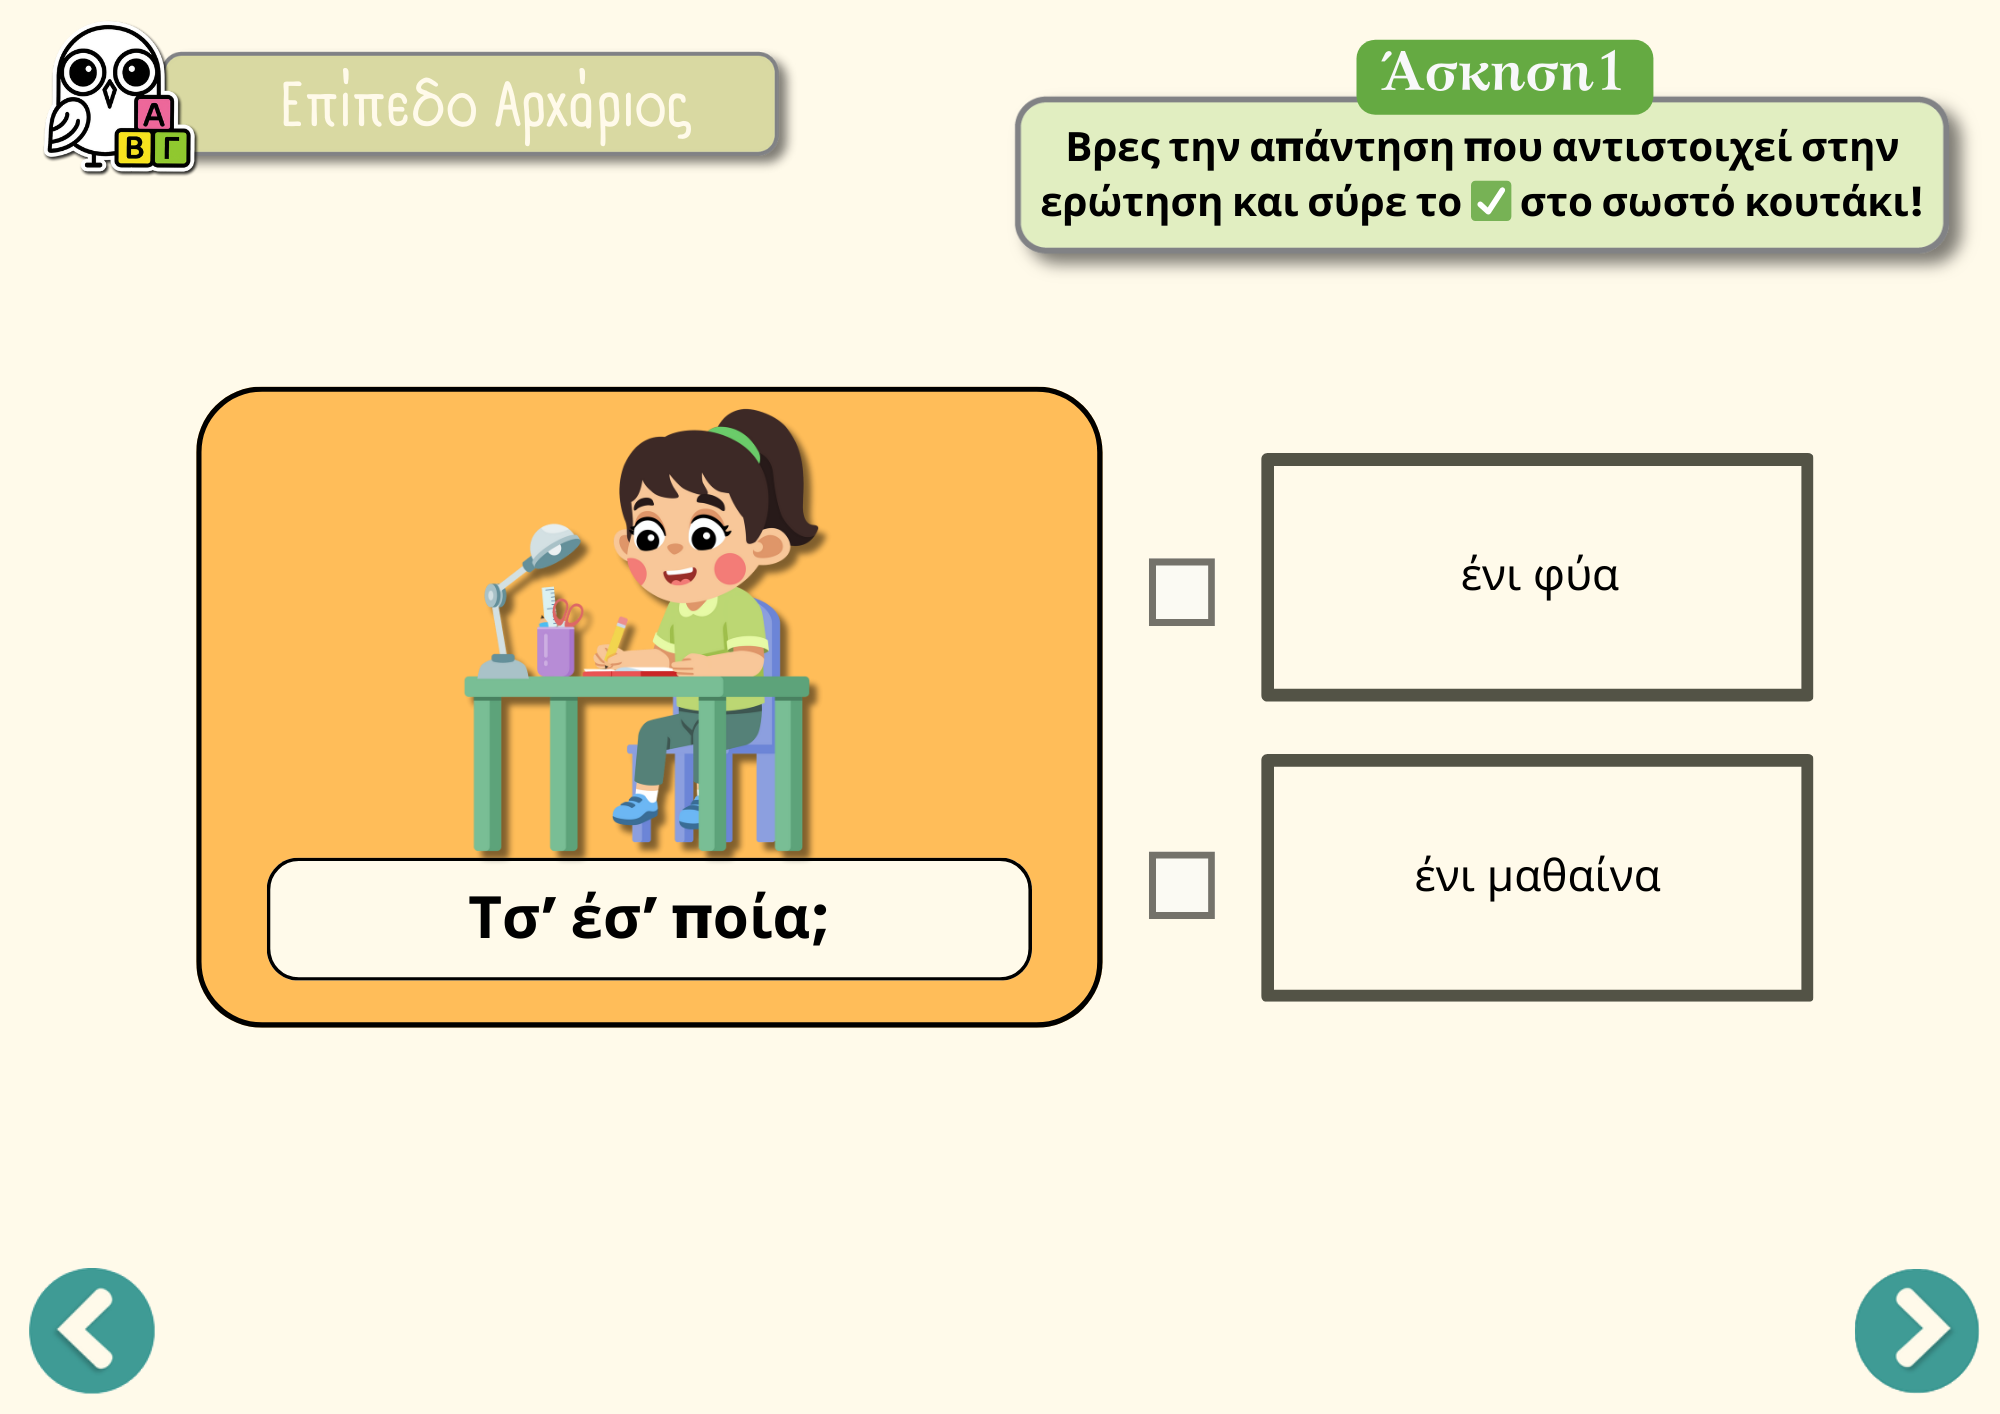 Α
Β Γ
Επίπεδο Αρχάριος
Άσκηση 1
Βρες την απάντηση που αντιστοιχεί στην
ερώτηση και σύρε το ✅ στο σωστό κουτάκι!
Τσ’ έσ’ ποία;
ένι φύα
ένι μαθαίνα